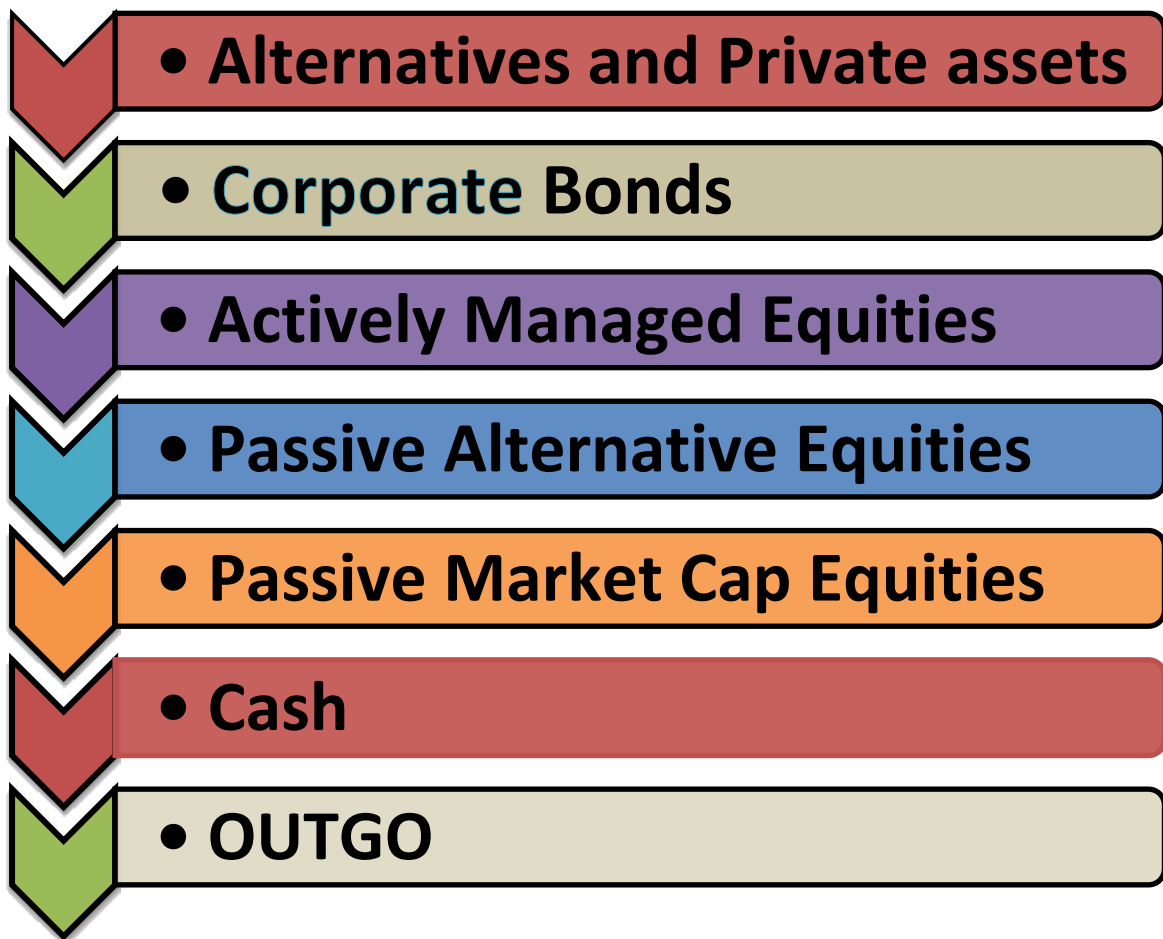 • Alternatives and Private assets
• Corporate Bonds
• Actively Managed Equities
• Passive Alternative Equities
• Passive Market Cap Equities
• Cash
• OUTGO